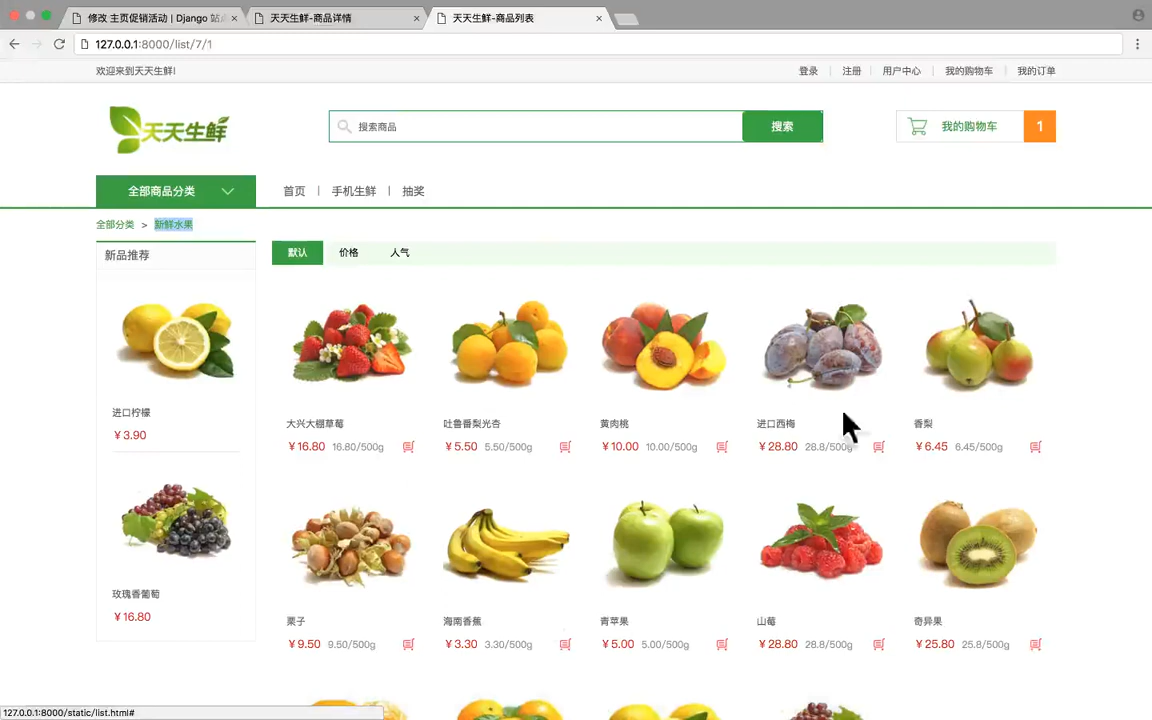 修改 主页促销活动 | Django 站点
天天生鲜-商品详情
天天生鲜-商品列表
127.0.0.1:8000/list/7/1
欢迎来到天天生鲜!
登录 | 注册 | 用户中心 | 我的购物车 | 我的订单
天天生鲜
搜索商品
搜索
我的购物车
1
全部商品分类
首页 | 手机生鲜 | 抽奖
全部分类 > 新鲜水果
新品推荐
进口柠檬
¥3.90
玫瑰香葡萄
¥16.80
默认 价格 人气
大兴大棚草莓 吐鲁番梨光杏 黄肉桃 进口西梅 香梨
¥16.80 16.80/500g ¥5.50 5.50/500g ¥10.00 10.00/500g ¥28.80 28.8/500g ¥6.45 6.45/500g
栗子 海南香蕉 青苹果 山莓 奇异果
¥9.50 9.50/500g ¥3.30 3.30/500g ¥5.00 5.00/500g ¥28.80 28.8/500g ¥25.80 25.8/500g
127.0.0.1:8000/static/list.html#